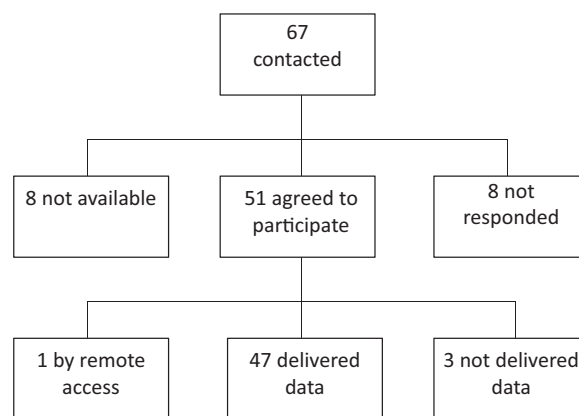 67
contacted
8 not available
51 agreed to
participate
8 not
responded
1 by remote
access
47 delivered
data
3 not delivered
data